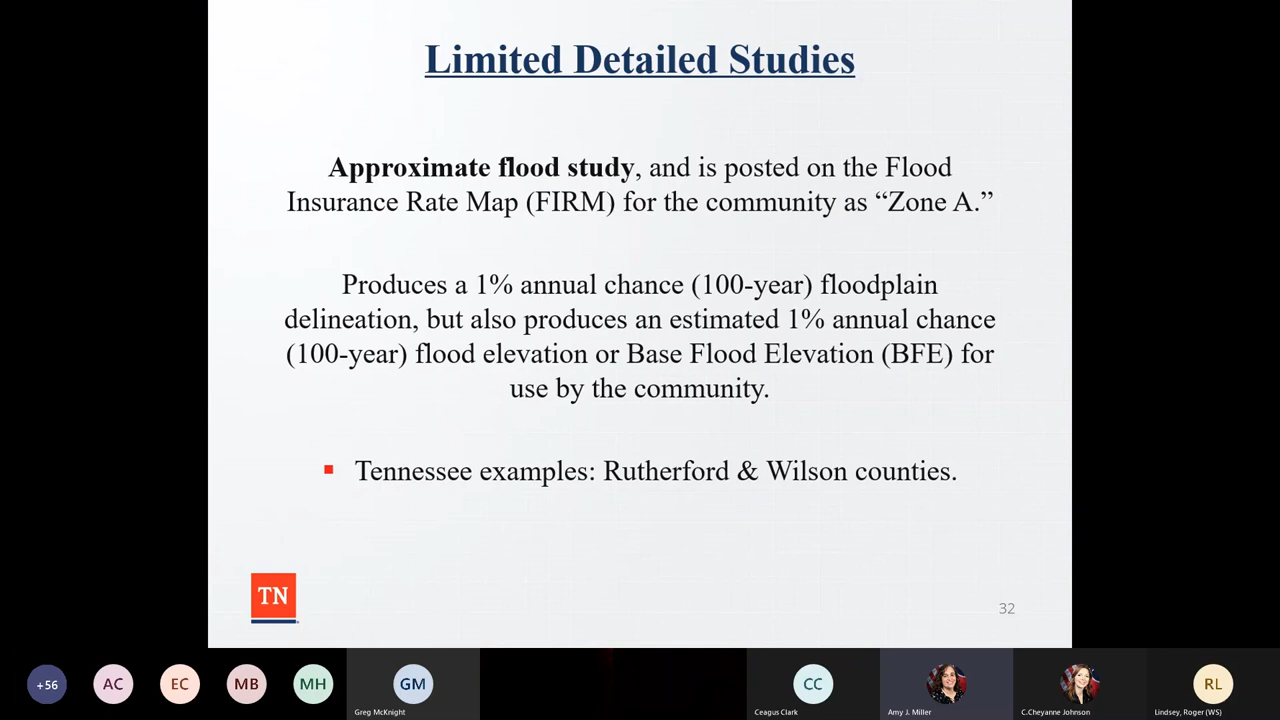 Limited Detailed Studies
Approximate flood study, and is posted on the Flood
Insurance Rate Map (FIRM) for the community as “Zone A.”
Produces a 1% annual chance (100-year) floodplain
delineation, but also produces an estimated 1% annual chance
(100-year) flood elevation or Base Flood Elevation (BFE) for
use by the community.
Tennessee examples: Rutherford & Wilson counties.
TN
32
+56
AC
EC
MB
MH
GM
Greg McKnight
CC
Ceagus Clark
Amy J. Miller
C.Cheyanne Johnson
RL
Lindsey, Roger (WS)